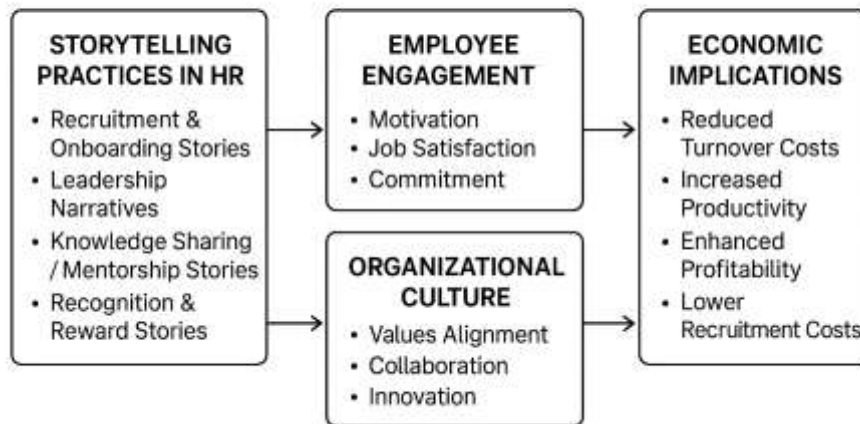 STORYTELLING
PRACTICES IN HR
• Recruitment &
Onboarding Stories
• Leadership
Narratives
• Knowledge Sharing
/ Mentorship Stories
• Recognition &
Reward Stories
EMPLOYEE
ENGAGEMENT
• Motivation
• Job Satisfaction
• Commitment
ORGANIZATIONAL
CULTURE
• Values Alignment
• Collaboration
• Innovation
ECONOMIC
IMPLICATIONS
• Reduced
Turnover Costs
• Increased
Productivity
• Enhanced
Profitability
• Lower
Recruitment Costs